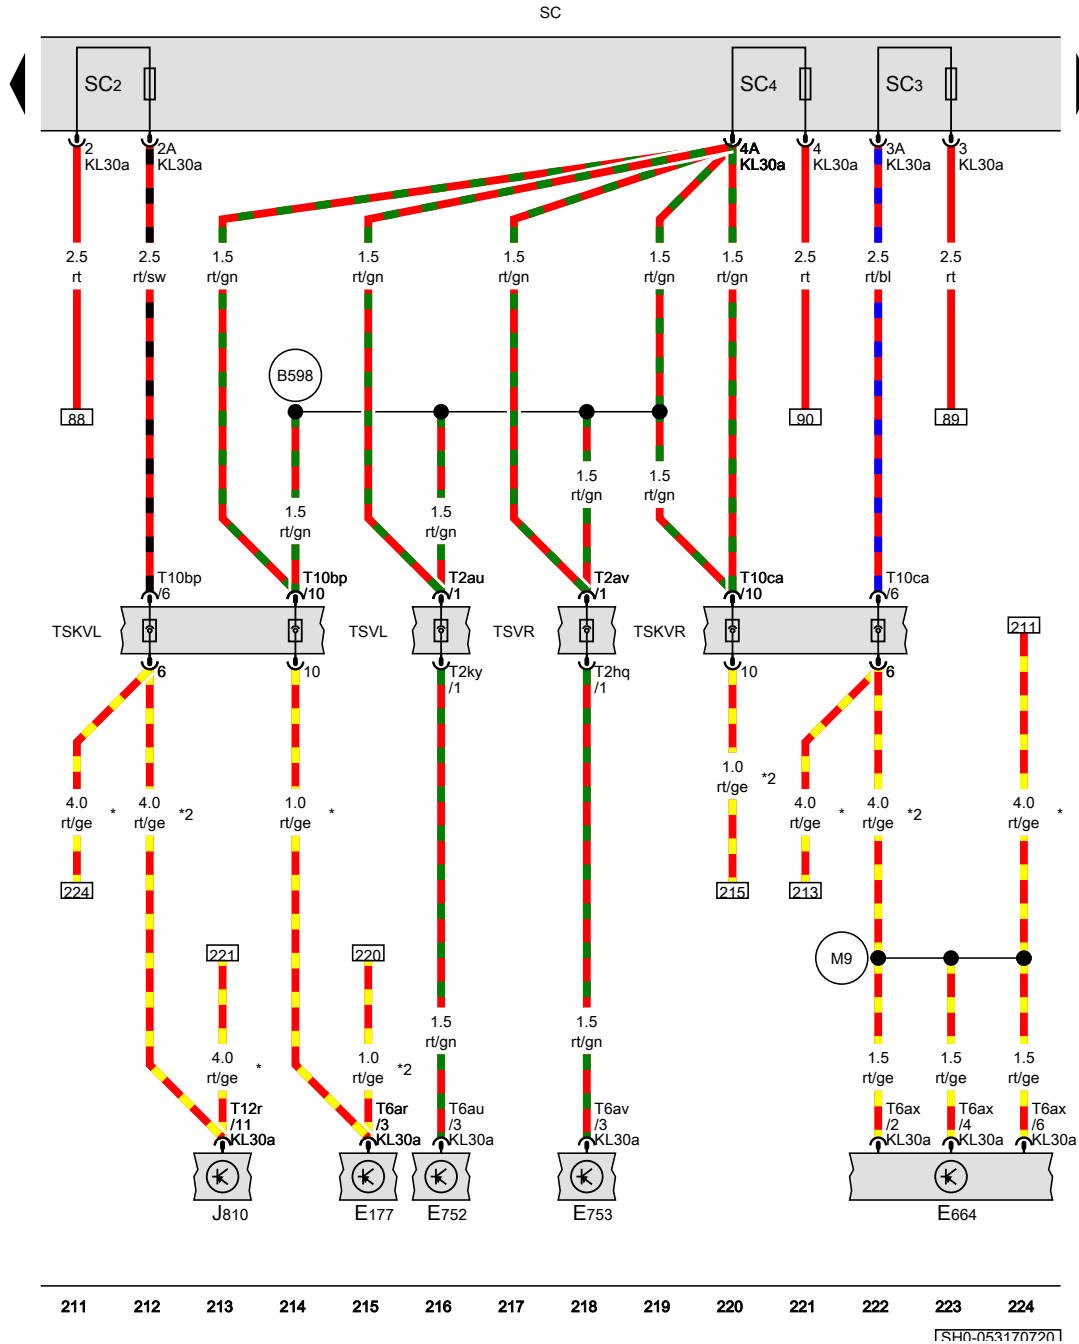 SC
SC2
SC4
SC3
2
KL30a
2A
KL30a
4A
KL30a
4
KL30a
3A
KL30a
3
KL30a
2.5
rt
2.5
rt/sw
1.5
rt/gn
1.5
rt/gn
1.5
rt/gn
1.5
rt/gn
1.5
rt/gn
2.5
rt
2.5
rt/bl
2.5
rt
B598
88
90
89
1.5
rt/gn
1.5
rt/gn
1.5
rt/gn
1.5
rt/gn
T10bp
/6
T10bp
/10
T2au
/1
T2av
/1
T10ca
/10
T10ca
/6
TSKVL
TSVL
TSVR
TSKVR
211
6
10
T2ky
/1
T2hq
/1
10
6
4.0
rt/ge
*
4.0
rt/ge
*2
1.0
rt/ge
*
1.0
rt/ge
*2
4.0
rt/ge
*
4.0
rt/ge
*2
4.0
rt/ge
*
224
215
213
221
220
M9
4.0
rt/ge
*
1.0
rt/ge
*2
1.5
rt/gn
1.5
rt/gn
1.5
rt/ge
1.5
rt/ge
1.5
rt/ge
T12r
/11
KL30a
T6ar
/3
KL30a
T6au
/3
KL30a
T6av
/3
KL30a
T6ax
/2
KL30a
T6ax
/4
KL30a
T6ax
/6
KL30a
J810
E177
E752
E753
E664
211 212 213 214 215 216 217 218 219 220 221 222 223 224
SH0-053170720